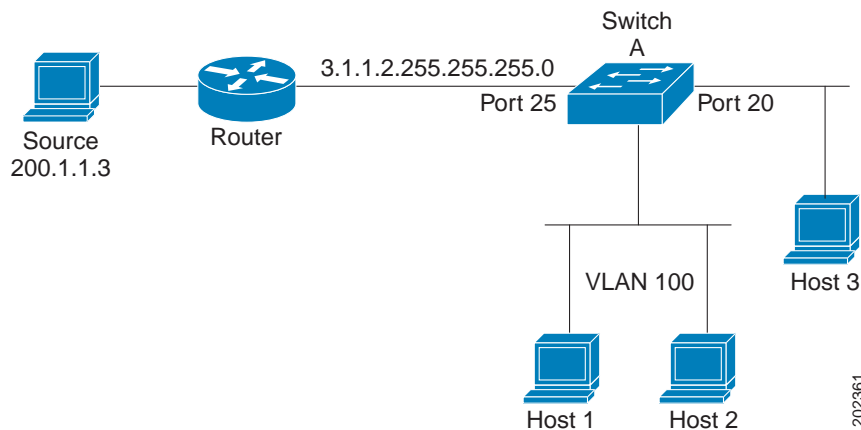 Switch
A
3.1.1.2.255.255.255.0
Port 25
Port 20
Source
200.1.1.3
Router
VLAN 100
Host 3
Host 1
Host 2
202361